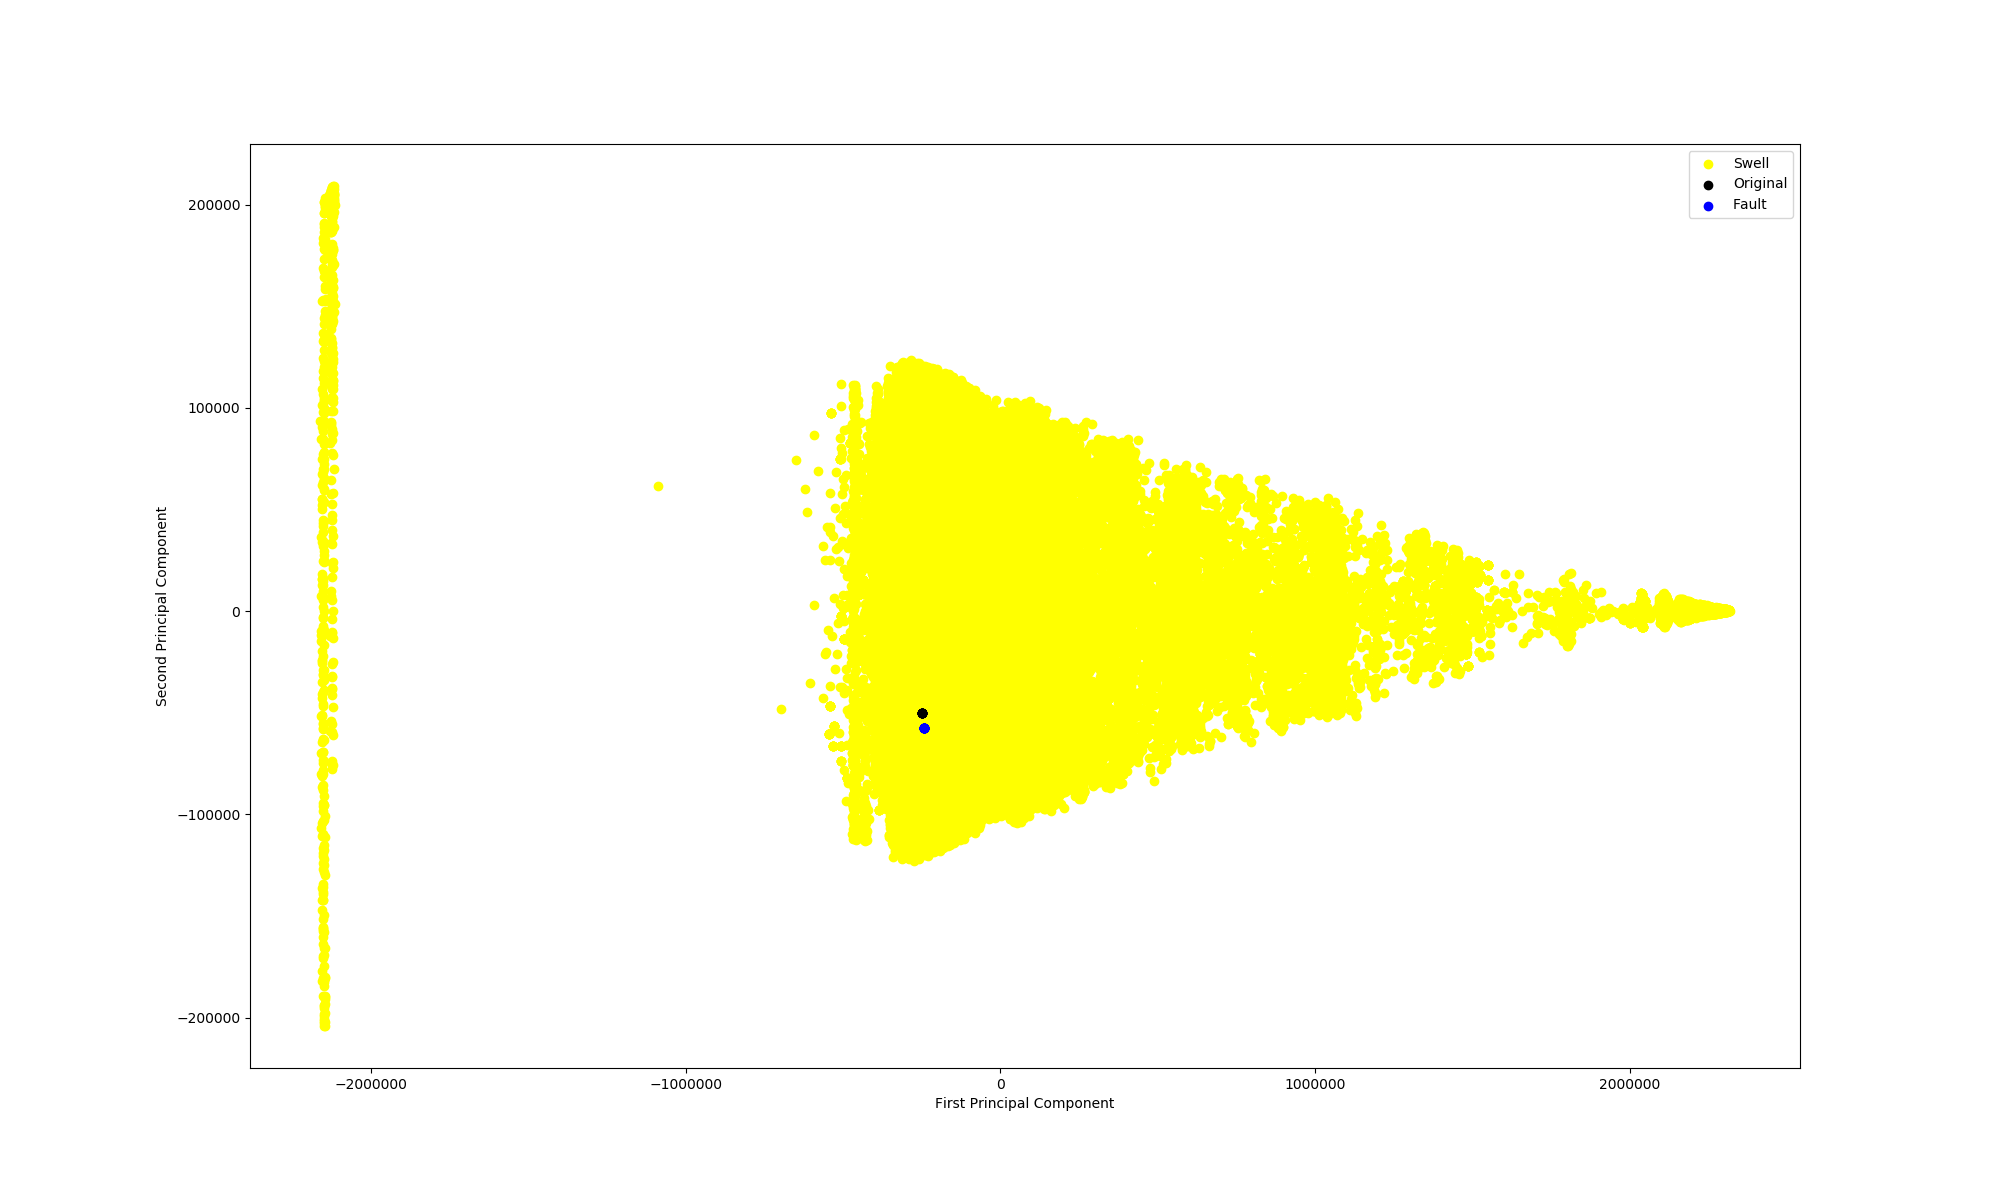 Swell
Original
Fault
200000
100000
0
−100000
−200000
Second Principal Component
−2000000
−1000000
0
1000000
2000000
First Principal Component